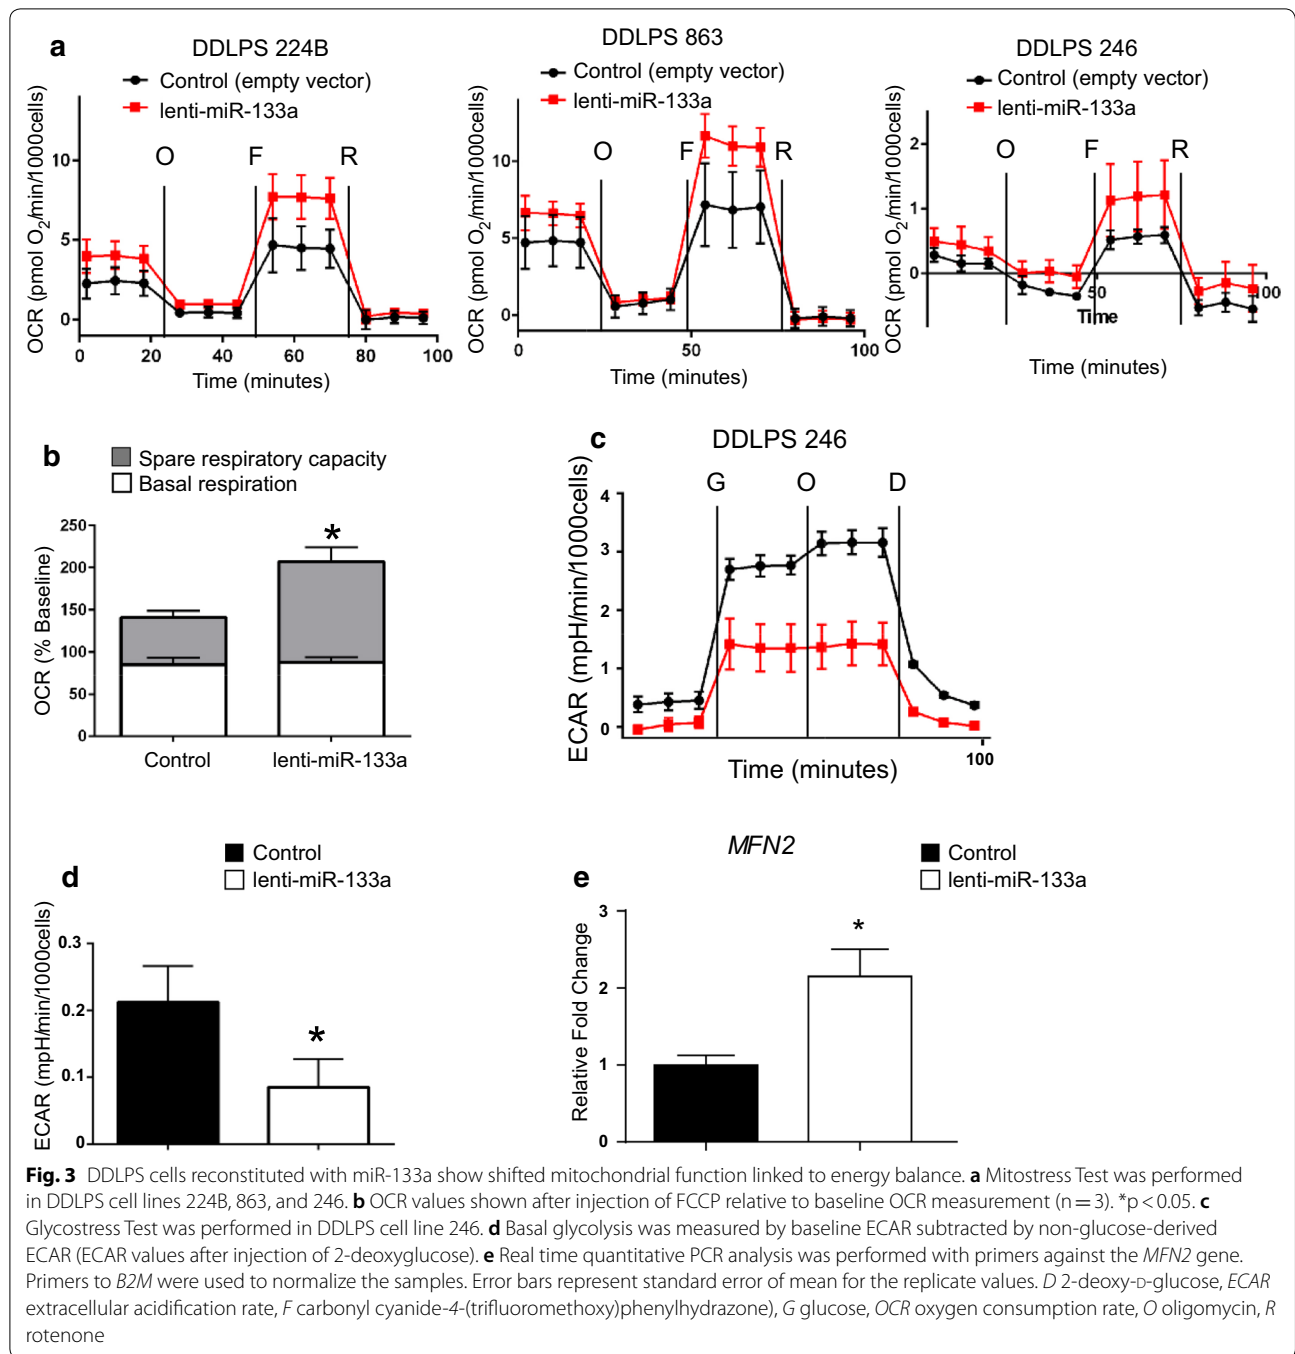 a
DDLPS 224B
Control (empty vector)
lenti-miR-133a
OCR (pmol O2/min/1000cells)
10
5
0
O
F
R
0 20 40 60 80 100
Time (minutes)
DDLPS 863
Control (empty vector)
lenti-miR-133a
OCR (pmol O2/min/1000cells)
10
5
0
O
F
R
0 50 100
Time (minutes)
DDLPS 246
Control (empty vector)
lenti-miR-133a
OCR (pmol O2/min/1000cells)
2
1
0
O
F
R
50
00
Time
Time (minutes)
b
Spare respiratory capacity
Basal respiration
OCR (% Baseline)
250
200
150
100
50
0
*
Control lenti-miR-133a
c
DDLPS 246
ECAR (mpH/min/1000cells)
4
3
2
1
0
G
O
D
100
Time (minutes)
d
Control
lenti-miR-133a
ECAR (mpH/min/1000cells)
0.3
0.2
0.1
0
*
e
MFN2
Control
lenti-miR-133a
Relative Fold Change
3
2
1
0
*
Fig. 3 DDLPS cells reconstituted with miR-133a show shifted mitochondrial function linked to energy balance. a Mitostress Test was performed
in DDLPS cell lines 224B, 863, and 246. b OCR values shown after injection of FCCP relative to baseline OCR measurement (n = 3). *p < 0.05. c
Glycostress Test was performed in DDLPS cell line 246. d Basal glycolysis was measured by baseline ECAR subtracted by non-glucose-derived
ECAR (ECAR values after injection of 2-deoxyglucose). e Real time quantitative PCR analysis was performed with primers against the MFN2 gene.
Primers to B2M were used to normalize the samples. Error bars represent standard error of mean for the replicate values. D 2-deoxy-D-glucose, ECAR
extracellular acidification rate, F carbonyl cyanide-4-(trifluoromethoxy)phenylhydrazone), G glucose, OCR oxygen consumption rate, O oligomycin, R
rotenone